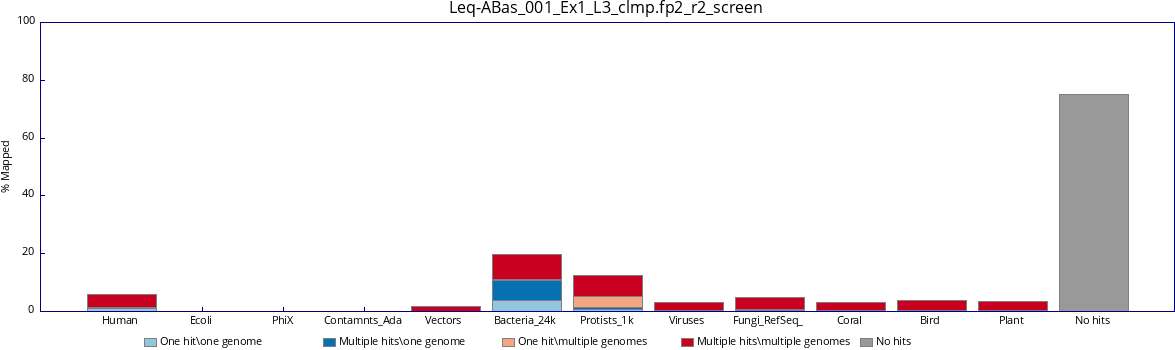 Leq-ABas_001_Ex1_L3_clmp.fp2_r2_screen
100
80
60
40
20
0
% Mapped
Human Ecoli PhiX Contamnts_Ada Vectors Bacteria_24k Protists_1k Viruses Fungi_RefSeq_ Coral Bird Plant No hits
One hit\one genome Multiple hits\one genome One hit\multiple genomes Multiple hits\multiple genomes No hits